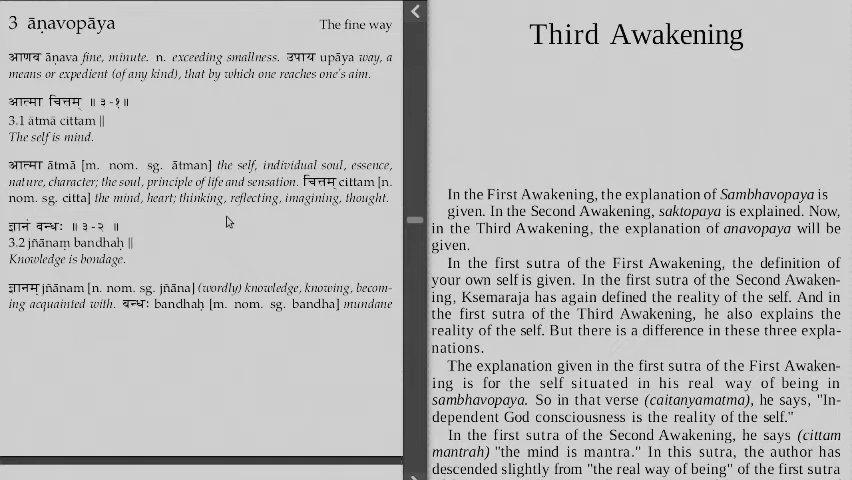 3 āṇavopāya The fine way
आणव āṇava fine, minute. n. exceeding smallness. उपाय upāya way, a
means or expedient (of any kind), that by which one reaches one's aim.
आत्मा चित्तम् ॥ ३-१॥
3.1 ātmā cittam ||
The self is mind.
आत्मा ātmā [m. nom. sg. ātman] the self, individual soul, essence,
nature, character; the soul, principle of life and sensation. चित्तम् cittam [n.
nom. sg. citta] the mind, heart; thinking, reflecting, imagining, thought.
ज्ञानं बन्धः ॥ ३-२ ॥
3.2 jñānaṃ bandhaḥ ||
Knowledge is bondage.
ज्ञानम् jñānam [n. nom. sg. jñāna] (wordly) knowledge, knowing, becom-
ing acquainted with. बन्धः bandhaḥ [m. nom. sg. bandha] mundane
Third Awakening
In the First Awakening, the explanation of Sambhavopaya is
given. In the Second Awakening, saktopaya is explained. Now,
in the Third Awakening, the explanation of anavopaya will be
given.
In the first sutra of the First Awakening, the definition of
your own self is given. In the first sutra of the Second Awaken-
ing, Ksemaraja has again defined the reality of the self. And in
the first sutra of the Third Awakening, he also explains the
reality of the self. But there is a difference in these three expla-
nations.
The explanation given in the first sutra of the First Awaken-
ing is for the self situated in his real way of being in
sambhavopaya. So in that verse (caitanyamatma), he says, "In-
dependent God consciousness is the reality of the self."
In the first sutra of the Second Awakening, he says (cittam
mantrah) "the mind is mantra." In this sutra, the author has
descended slightly from "the real way of being" of the first sutra